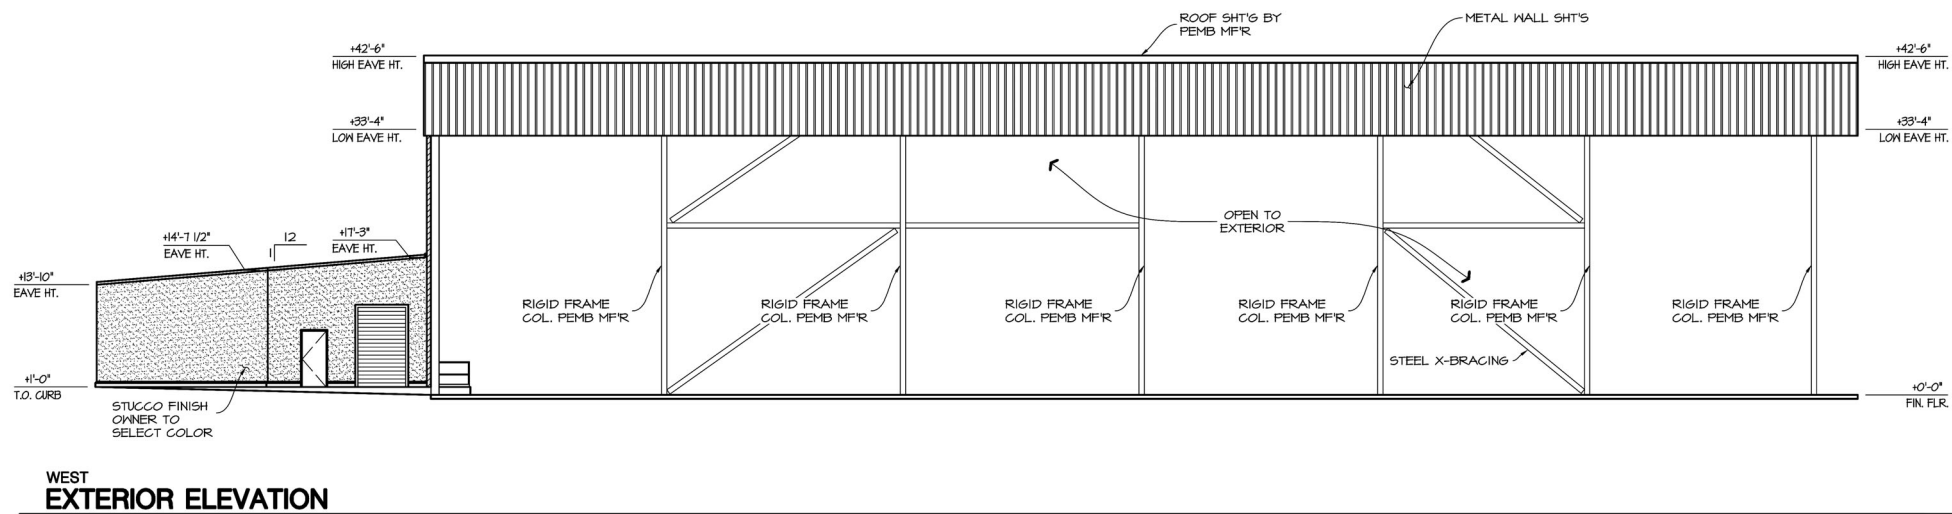 ROOF SHT'G BY
PEMB MF'R
METAL WALL SHT'S
+42'-6"
HIGH EAVE HT.
+42'-6"
HIGH EAVE HT.
+33'-4"
LOW EAVE HT.
+33'-4"
LOW EAVE HT.
OPEN TO
EXTERIOR
+14'-7 1/2"
EAVE HT.
1
12
+17'-3"
EAVE HT.
+13'-10"
EAVE HT.
RIGID FRAME
COL. PEMB MF'R
RIGID FRAME
COL. PEMB MF'R
RIGID FRAME
COL. PEMB MF'R
RIGID FRAME
COL. PEMB MF'R
RIGID FRAME
COL. PEMB MF'R
RIGID FRAME
COL. PEMB MF'R
STEEL X-BRACING
+1'-0"
T.O. CURB
+0'-0"
FIN. FLR.
STUCCO FINISH
OWNER TO
SELECT COLOR
WEST
EXTERIOR ELEVATION